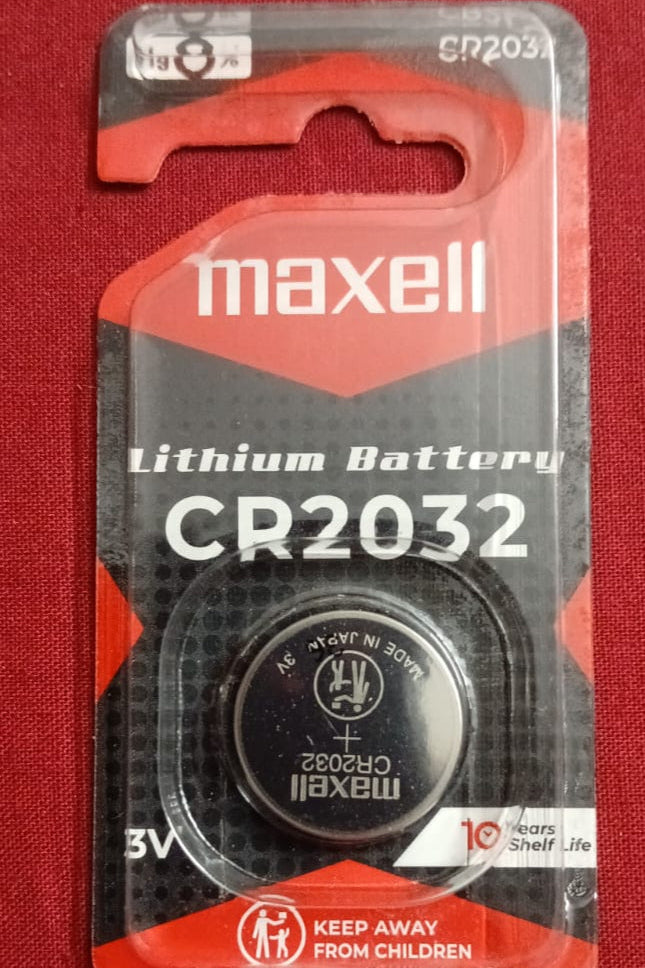 CR2032
maxell
Lithium Battery
CR2032
MADE IN JAPAN
3V
+
CR2032
maxell
3V
10 Years
Shelf Life
KEEP AWAY
FROM CHILDREN